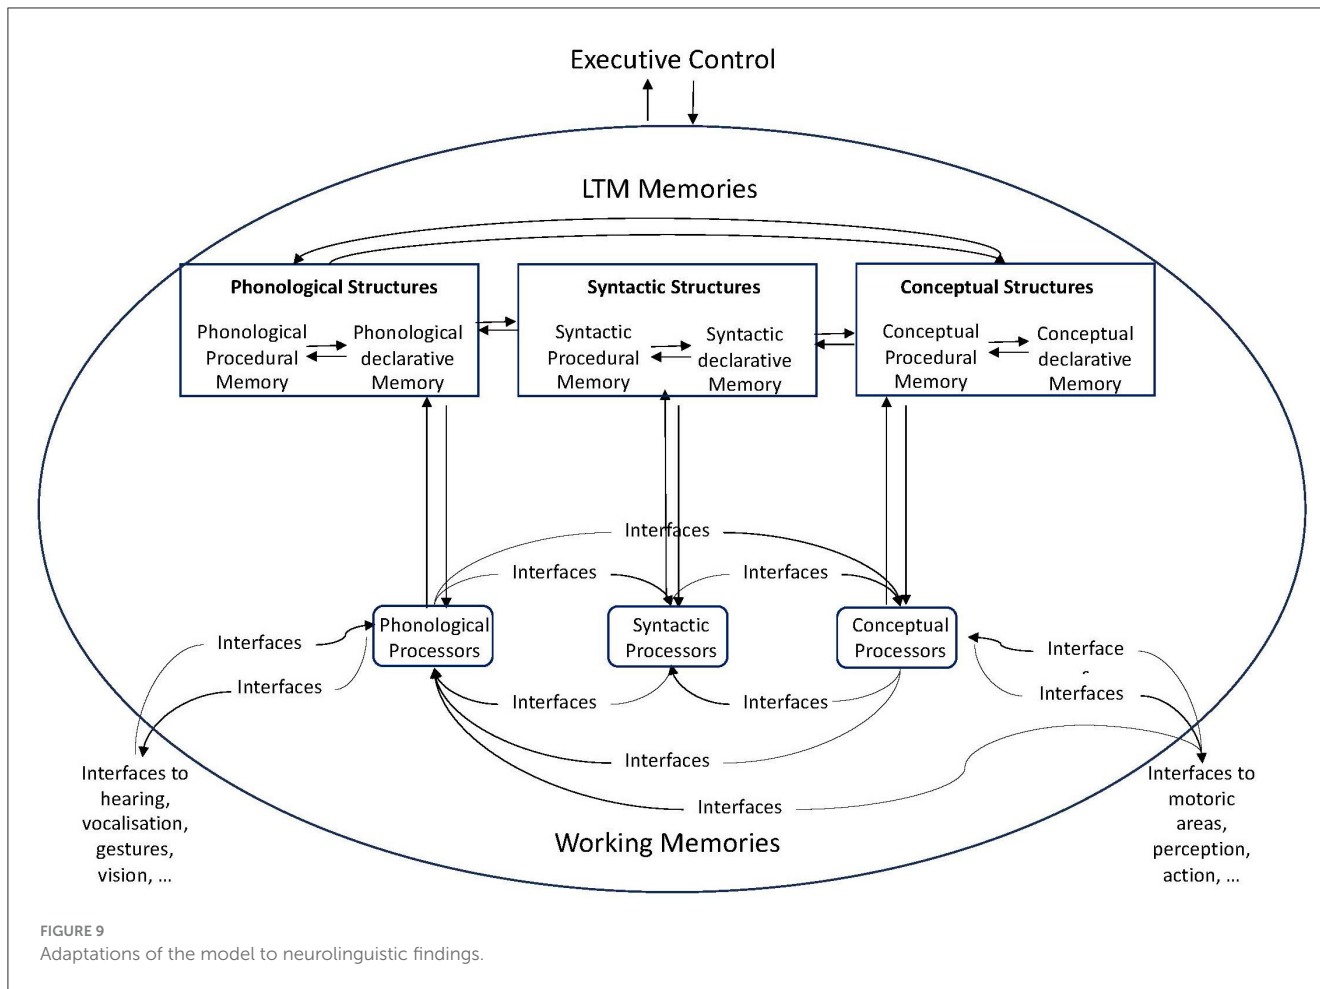 Executive Control
LTM Memories
Phonological Structures
Phonological
Procedural
Memory
Phonological
declarative
Memory
Syntactic Structures
Syntactic
Procedural
Memory
Syntactic
declarative
Memory
Conceptual Structures
Conceptual
Procedural
Memory
Conceptual
declarative
Memory
Interfaces
Interfaces
Interfaces
Phonological
Processors
Syntactic
Processors
Conceptual
Processors
Interfaces
Interfaces
Interface
s
Interfaces
Interfaces
Interfaces
Interfaces
Interfaces
Interfaces to
hearing,
vocalisation,
gestures,
vision, ...
Interfaces to
motoric
areas,
perception,
action, ...
Working Memories
FIGURE 9
Adaptations of the model to neurolinguistic findings.